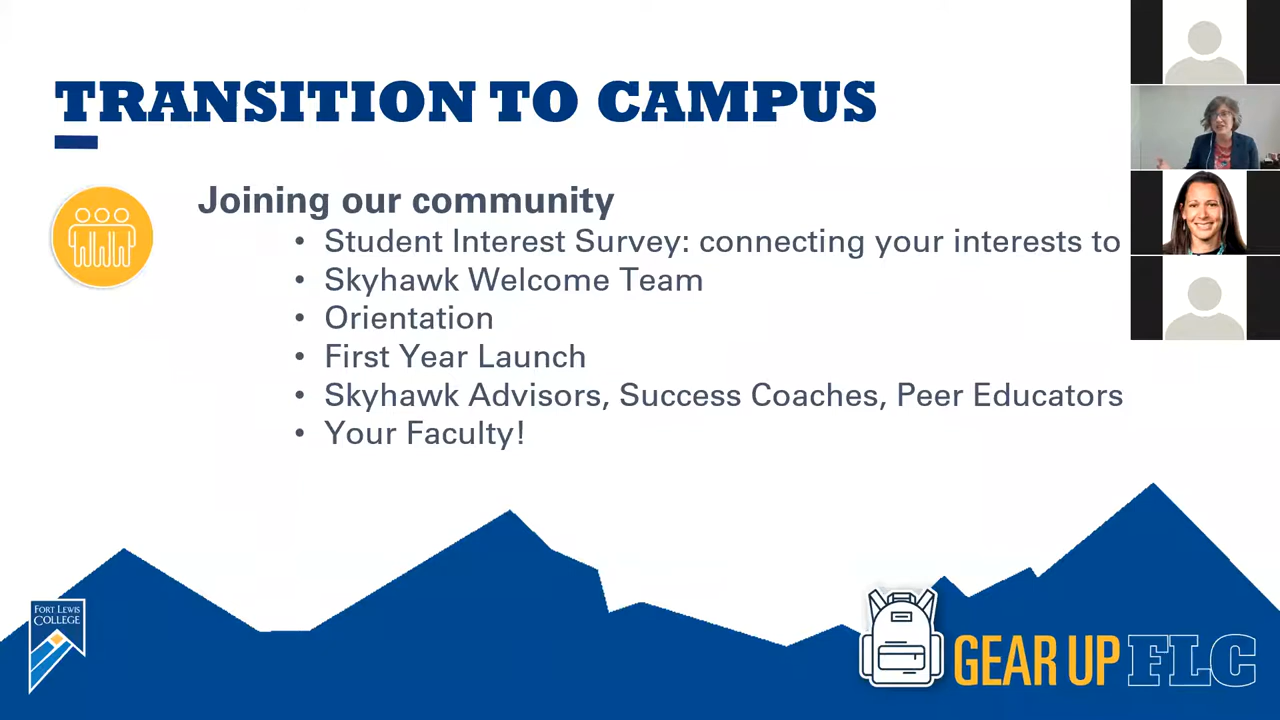 TRANSITION TO CAMPUS
Joining our community
• Student Interest Survey: connecting your interests to
• Skyhawk Welcome Team
• Orientation
• First Year Launch
• Skyhawk Advisors, Success Coaches, Peer Educators
• Your Faculty!
FORT LEWIS
COLLEGE
GEAR UP FLC